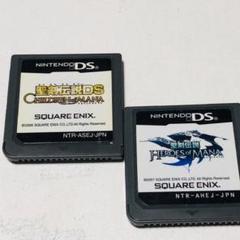 NINTENDO DS
聖剣伝説DS
CHILDREN OF MANA
SQUARE ENIX
NTR-ASEJ-JPN
NINTENDO DS
聖剣伝説
HEROES OF MANA
SQUARE ENIX
NTR-AHEJ-JPN